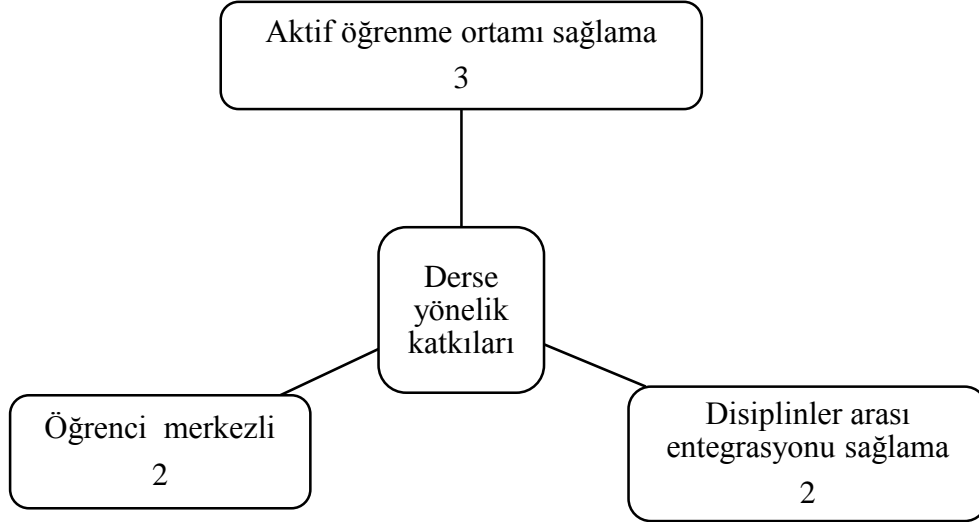 Aktif öğrenme ortamı sağlama
3
Derse
yönelik
katkıları
Öğrenci merkezli
2
Disiplinler arası
entegrasyonu sağlama
2